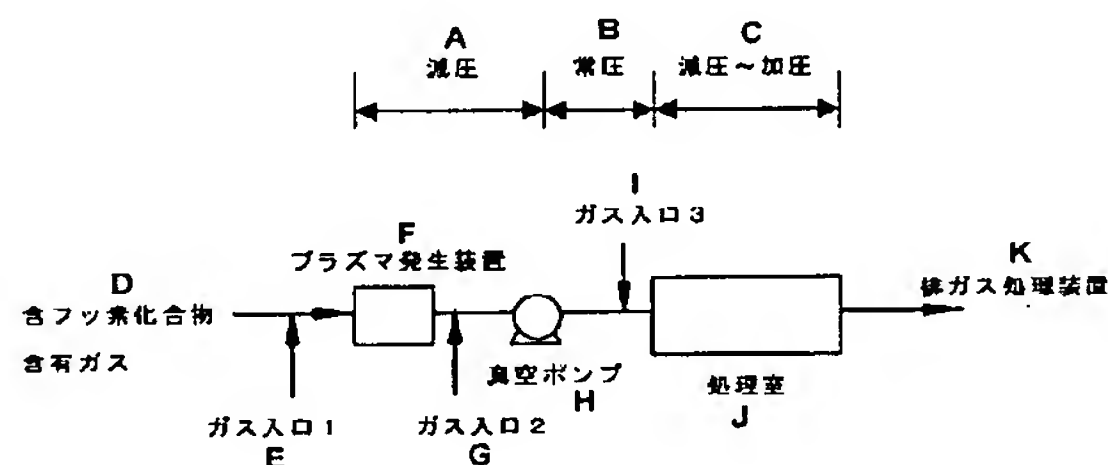 A
減圧
B
常圧
C
減圧～加圧
I
ガス入口3
F
プラズマ発生装置
K
排ガス処理装置
D
含フッ素化合物
含有ガス
真空ポンプ
H
処理室
J
ガス入口1
E
ガス入口2
G